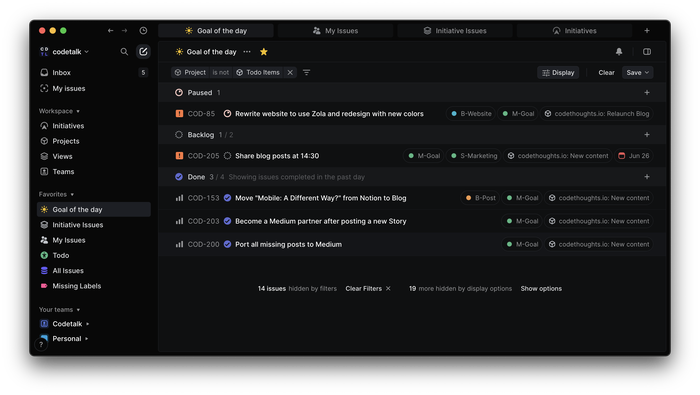 Goal of the day
My Issues
Initiative Issues
Initiatives
codetalk
Inbox 5
My issues
Workspace
Initiatives
Projects
Views
Teams
Favorites
Goal of the day
Initiative Issues
My Issues
Todo
All Issues
Missing Labels
Your teams
Codetalk
Personal
?
Goal of the day
Project is not Todo Items
Display Clear Save
Paused 1
COD-85 Rewrite website to use Zola and redesign with new colors B-Website M-Goal codethoughts.io: Relaunch Blog
Backlog 1 / 2
COD-205 Share blog posts at 14:30 M-Goal S-Marketing codethoughts.io: New content Jun 26
Done 3 / 4 Showing issues completed in the past day
COD-153 Move "Mobile: A Different Way?" from Notion to Blog B-Post M-Goal codethoughts.io: New content
COD-203 Become a Medium partner after posting a new Story M-Goal codethoughts.io: New content
COD-200 Port all missing posts to Medium M-Goal codethoughts.io: New content
14 issues hidden by filters Clear Filters 19 more hidden by display options Show options